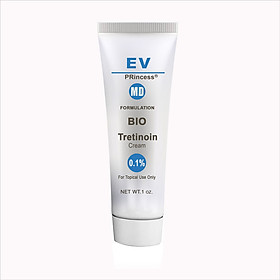 EV
PRincess®
MD
FORMULATION
BIO
Tretinoin
Cream
0.1%
For Topical Use Only
NET WT.1 oz.